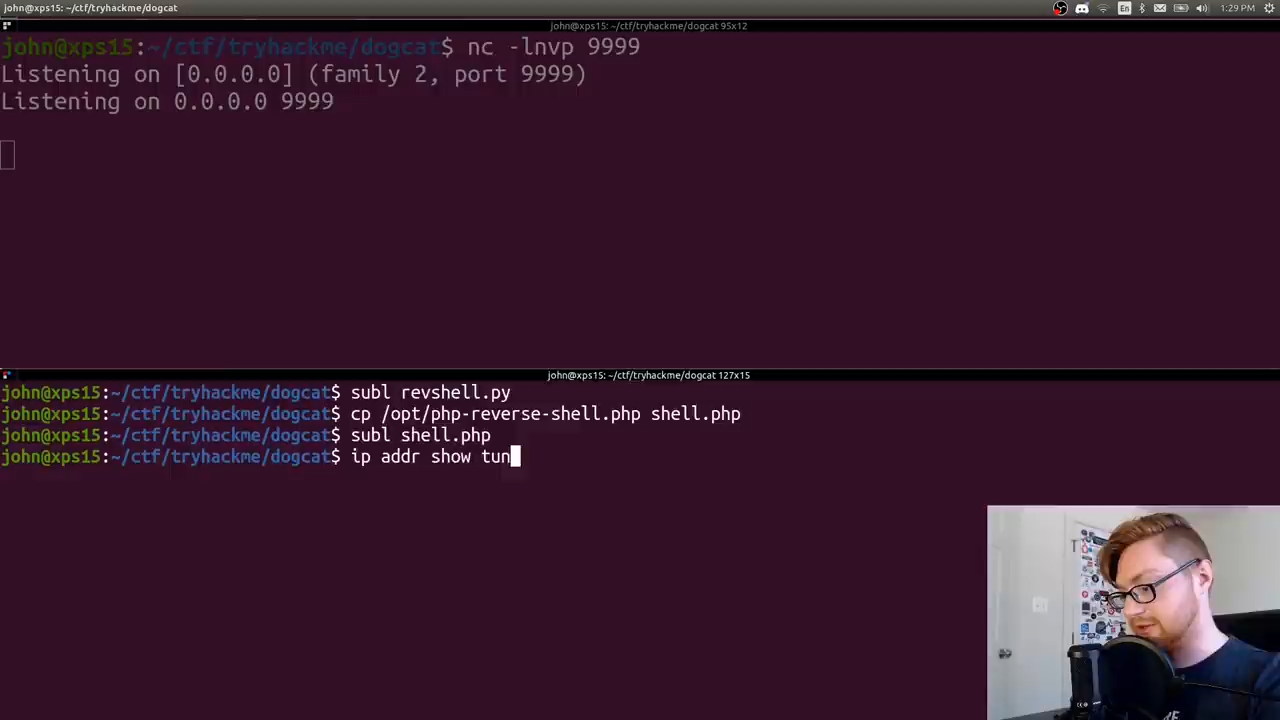 john@xps15: ~/ctf/tryhackme/dogcat
En
1:29 PM
john@xps15: ~/ctf/tryhackme/dogcat 95x12
john@xps15:~/ctf/tryhackme/dogcat$ nc -lnvp 9999
Listening on [0.0.0.0] (family 2, port 9999)
Listening on 0.0.0.0 9999
john@xps15: ~/ctf/tryhackme/dogcat 127x15
john@xps15:~/ctf/tryhackme/dogcat$ subl revshell.py
john@xps15:~/ctf/tryhackme/dogcat$ cp /opt/php-reverse-shell.php shell.php
john@xps15:~/ctf/tryhackme/dogcat$ subl shell.php
john@xps15:~/ctf/tryhackme/dogcat$ ip addr show tun